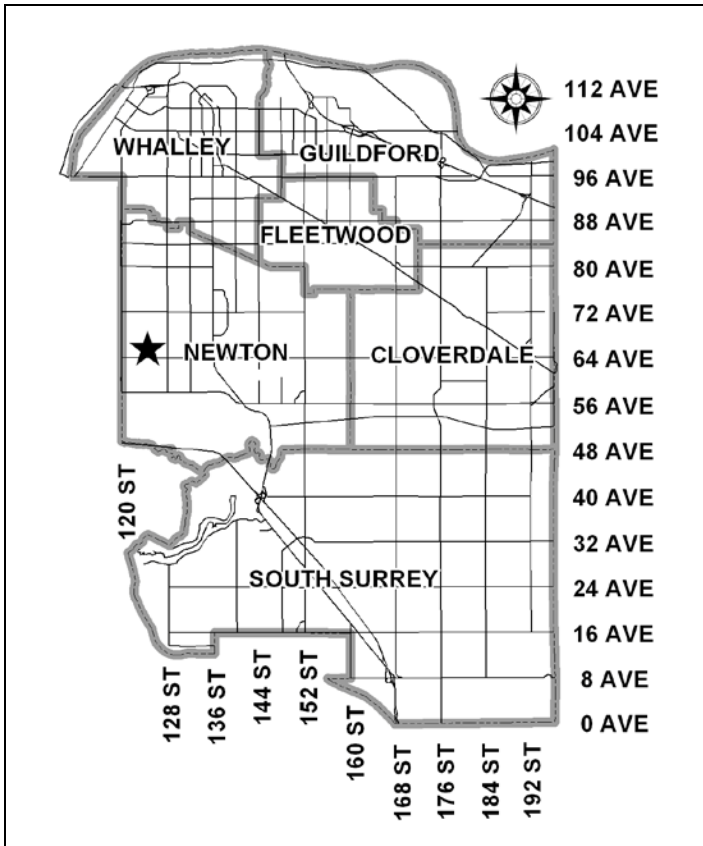 112 AVE
104 AVE
WHALLEY
GUILDFORD
96 AVE
88 AVE
FLEETWOOD
80 AVE
72 AVE
NEWTON
CLOVERDALE
64 AVE
56 AVE
48 AVE
120 ST
40 AVE
32 AVE
SOUTH SURREY
24 AVE
16 AVE
128 ST
136 ST
144 ST
152 ST
160 ST
8 AVE
0 AVE
168 ST
176 ST
184 ST
192 ST